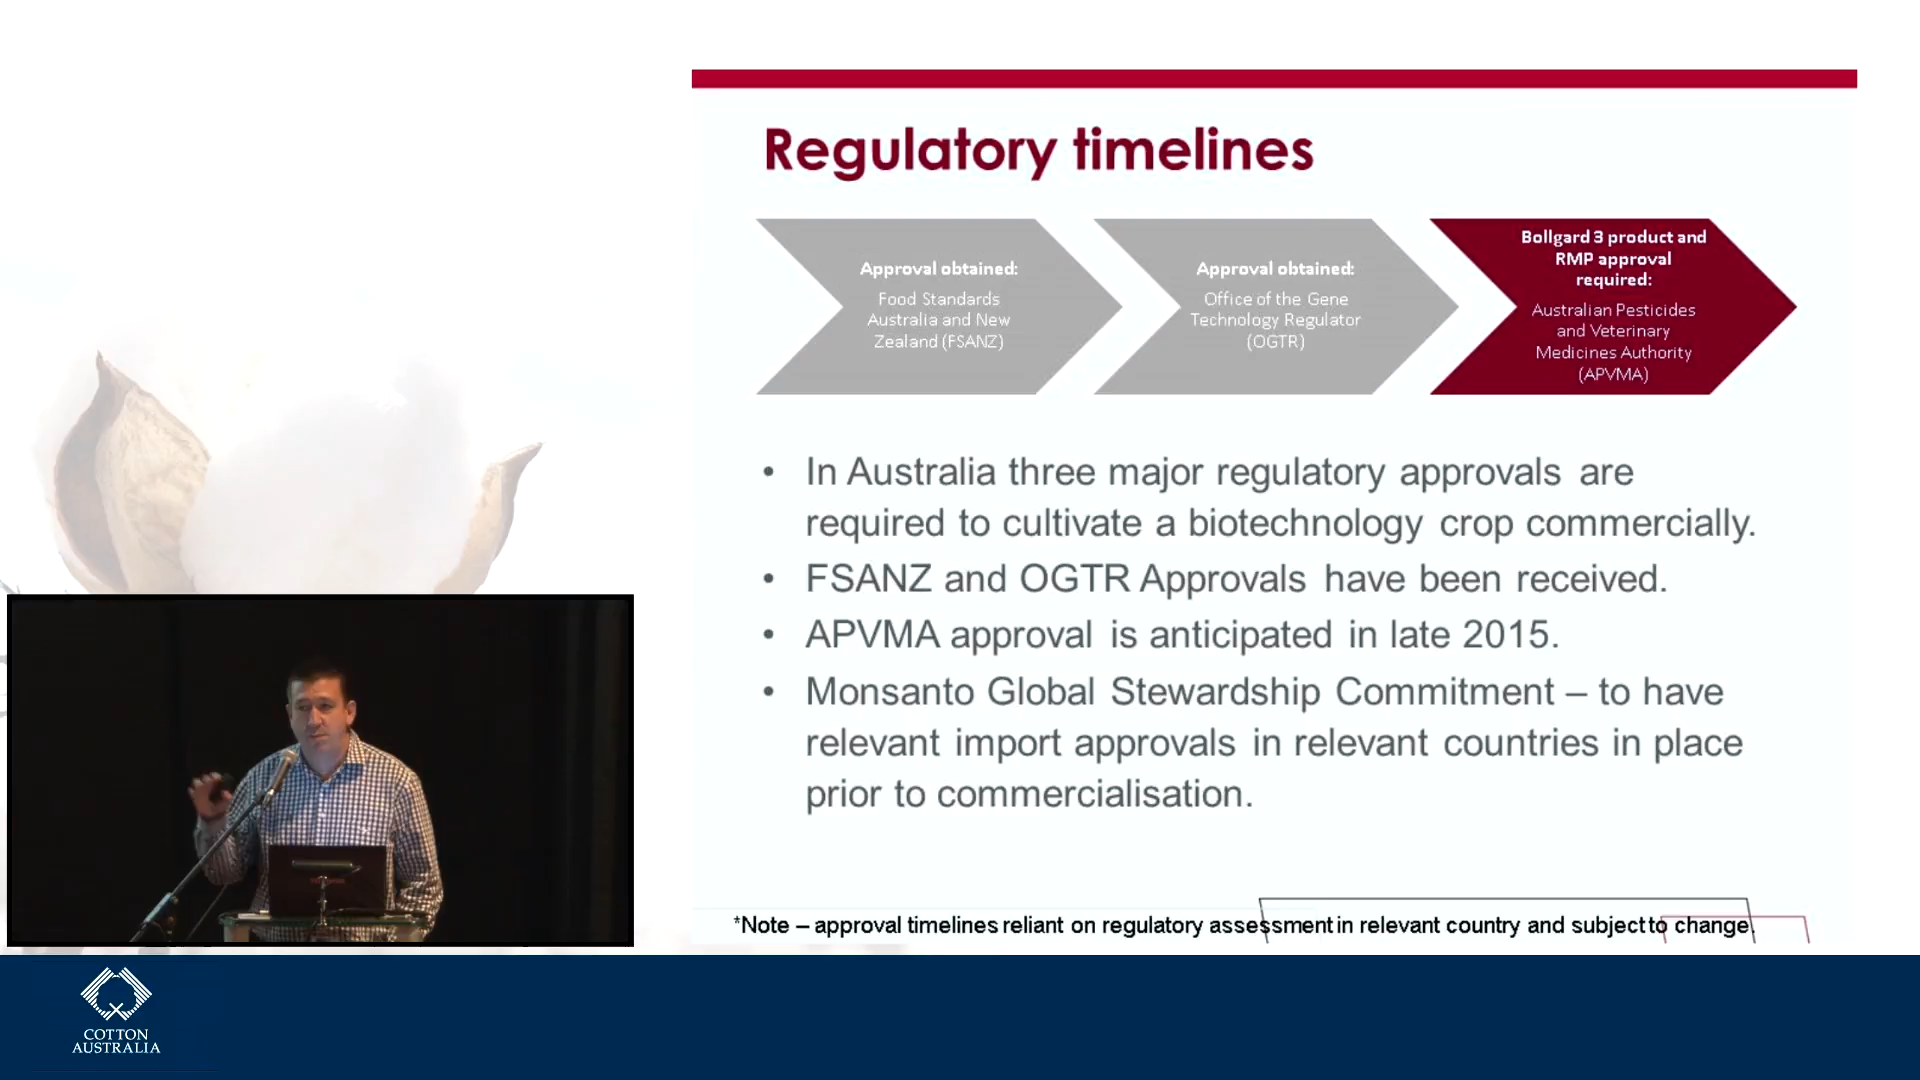 Regulatory timelines
Approval obtained:
Food Standards
Australia and New
Zealand (FSANZ)
Approval obtained:
Office of the Gene
Technology Regulator
(OGTR)
Bollgard 3 product and
RMP approval
required:
Australian Pesticides
and Veterinary
Medicines Authority
(APVMA)
• In Australia three major regulatory approvals are
required to cultivate a biotechnology crop commercially.
• FSANZ and OGTR Approvals have been received.
• APVMA approval is anticipated in late 2015.
• Monsanto Global Stewardship Commitment – to have
relevant import approvals in relevant countries in place
prior to commercialisation.
*Note – approval timelines reliant on regulatory assessment in relevant country and subject to change.
COTTON
AUSTRALIA